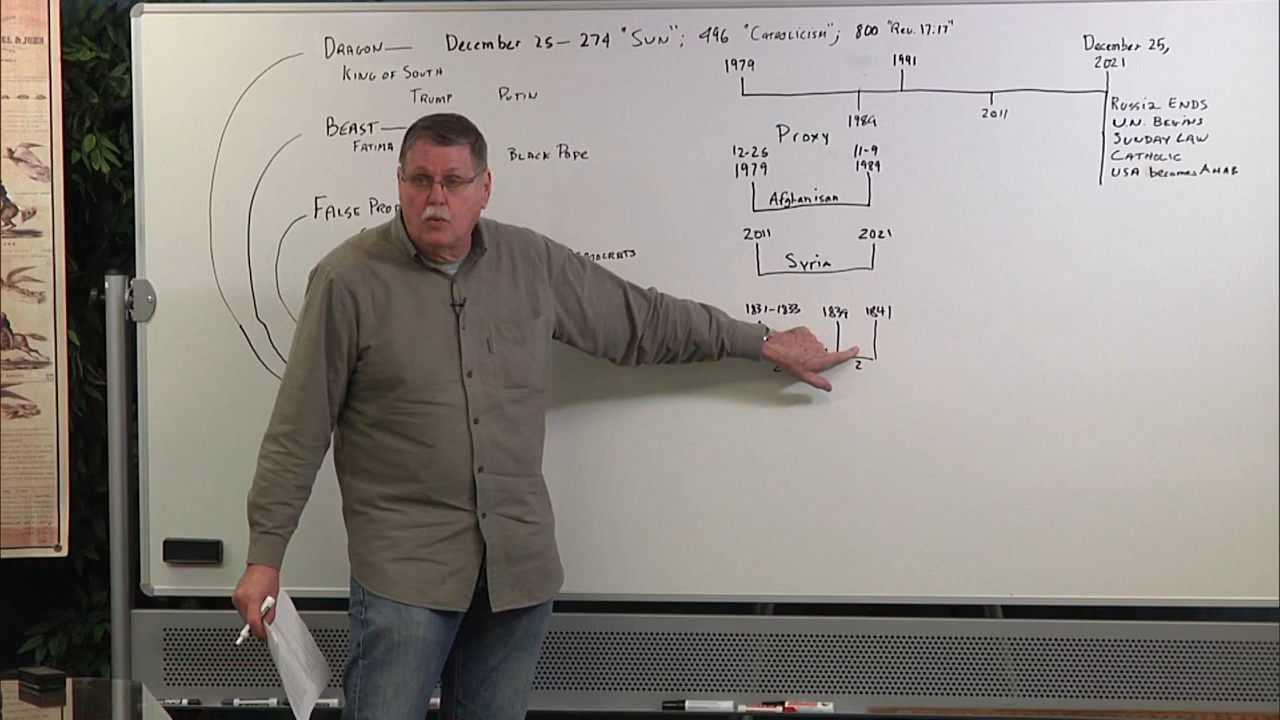 DRAGON— December 25— 274 "SUN"; 496 "Catholicism"; 800 "Rev. 17:17"
KING OF SOUTH
TRUMP PUTIN
BEAST—
FATIMA BLACK POPE
FALSE
1979 1991 December 25, 2021
1989 2011
RUSSIA ENDS
U.N. BEGINS
SUNDAY LAW
CATHOLIC
USA becomes AHAB
Proxy
12-25 11-9
1979 1989
Afghanisan
2011 2021
Syria
1831-1833 1839 1841
2 2